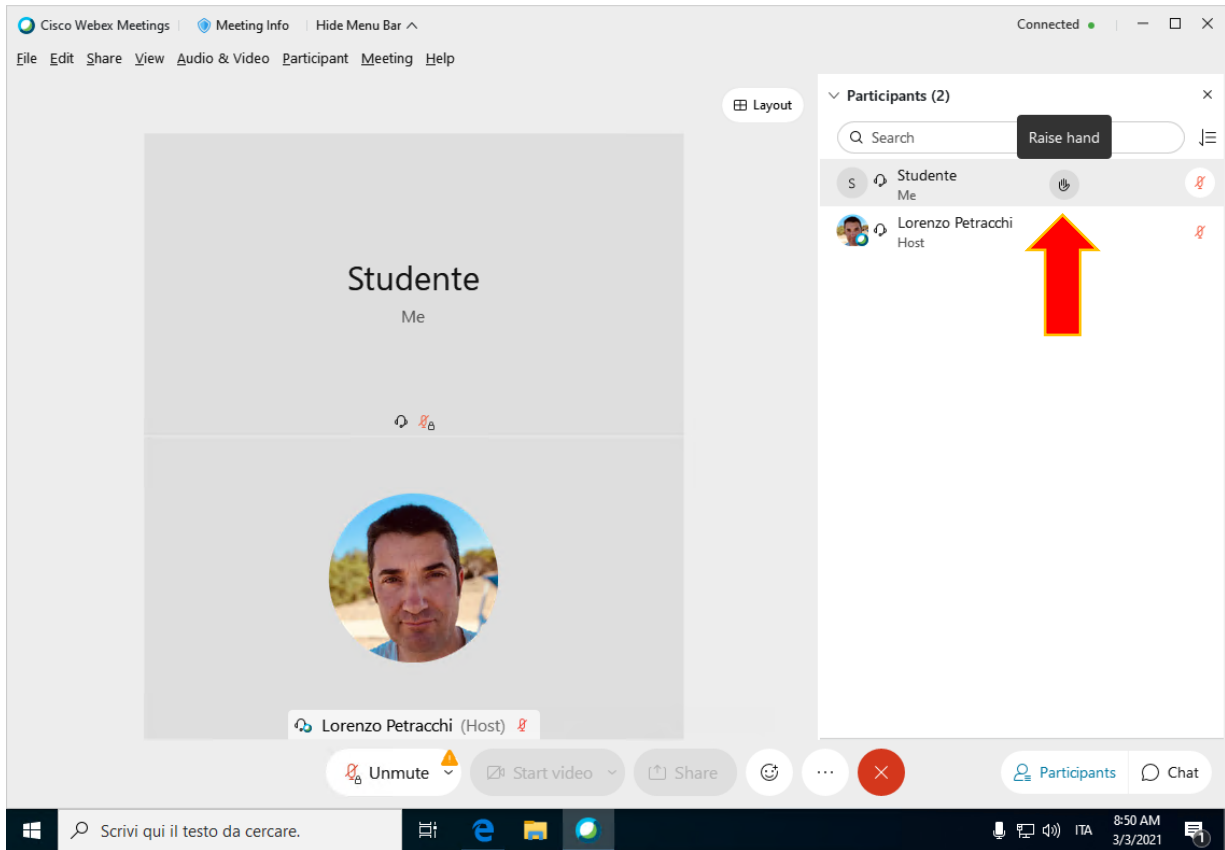 Cisco Webex Meetings Meeting Info Hide Menu Bar Connected
File Edit Share View Audio & Video Participant Meeting Help
Layout
Participants (2)
Search
Raise hand
S Studente
Me
Lorenzo Petracchi
Host
Studente
Me
Lorenzo Petracchi (Host)
Unmute Start video Share Participants Chat
Scrivi qui il testo da cercare. ITA 8:50 AM
3/3/2021 1